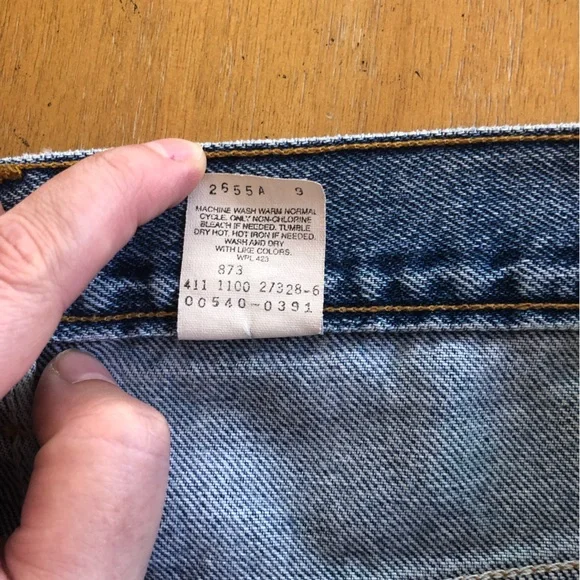 2655A 9
MACHINE WASH WARM NORMAL
CYCLE. ONLY NON-CHLORINE
BLEACH IF NEEDED. TUMBLE
DRY HOT. HOT IRON IF NEEDED.
WASH AND DRY
WITH LIKE COLORS.
WPL 423
873
411 1100 27328-6
00540-0391